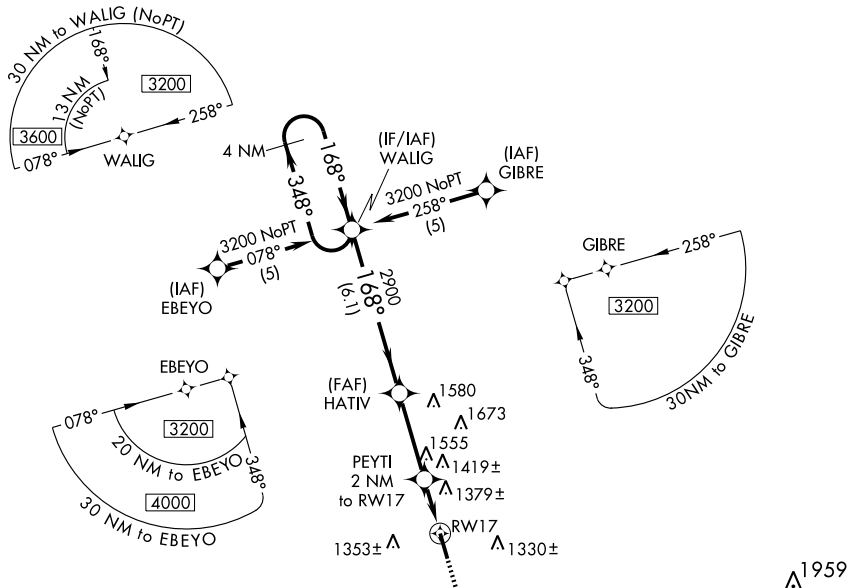 30 NM to WALIG (NoPT)
168°
13 NM
(NoPT)
3200
3600
078°
258°
WALIG
4 NM
168°
348°
(IF/IAF)
WALIG
(IAF)
GIBRE
3200 NoPT
258°
(5)
3200 NoPT
078°
(5)
(IAF)
EBEYO
2900
168°
(6.1)
GIBRE
258°
3200
348°
30NM to GIBRE
EBEYO
078°
3200
20 NM to EBEYO
348°
4000
30 NM to EBEYO
(FAF)
HATIV
1580
1673
1555
PEYTI
2 NM
to RW17
1419±
1379±
RW17
1353±
1330±
1959